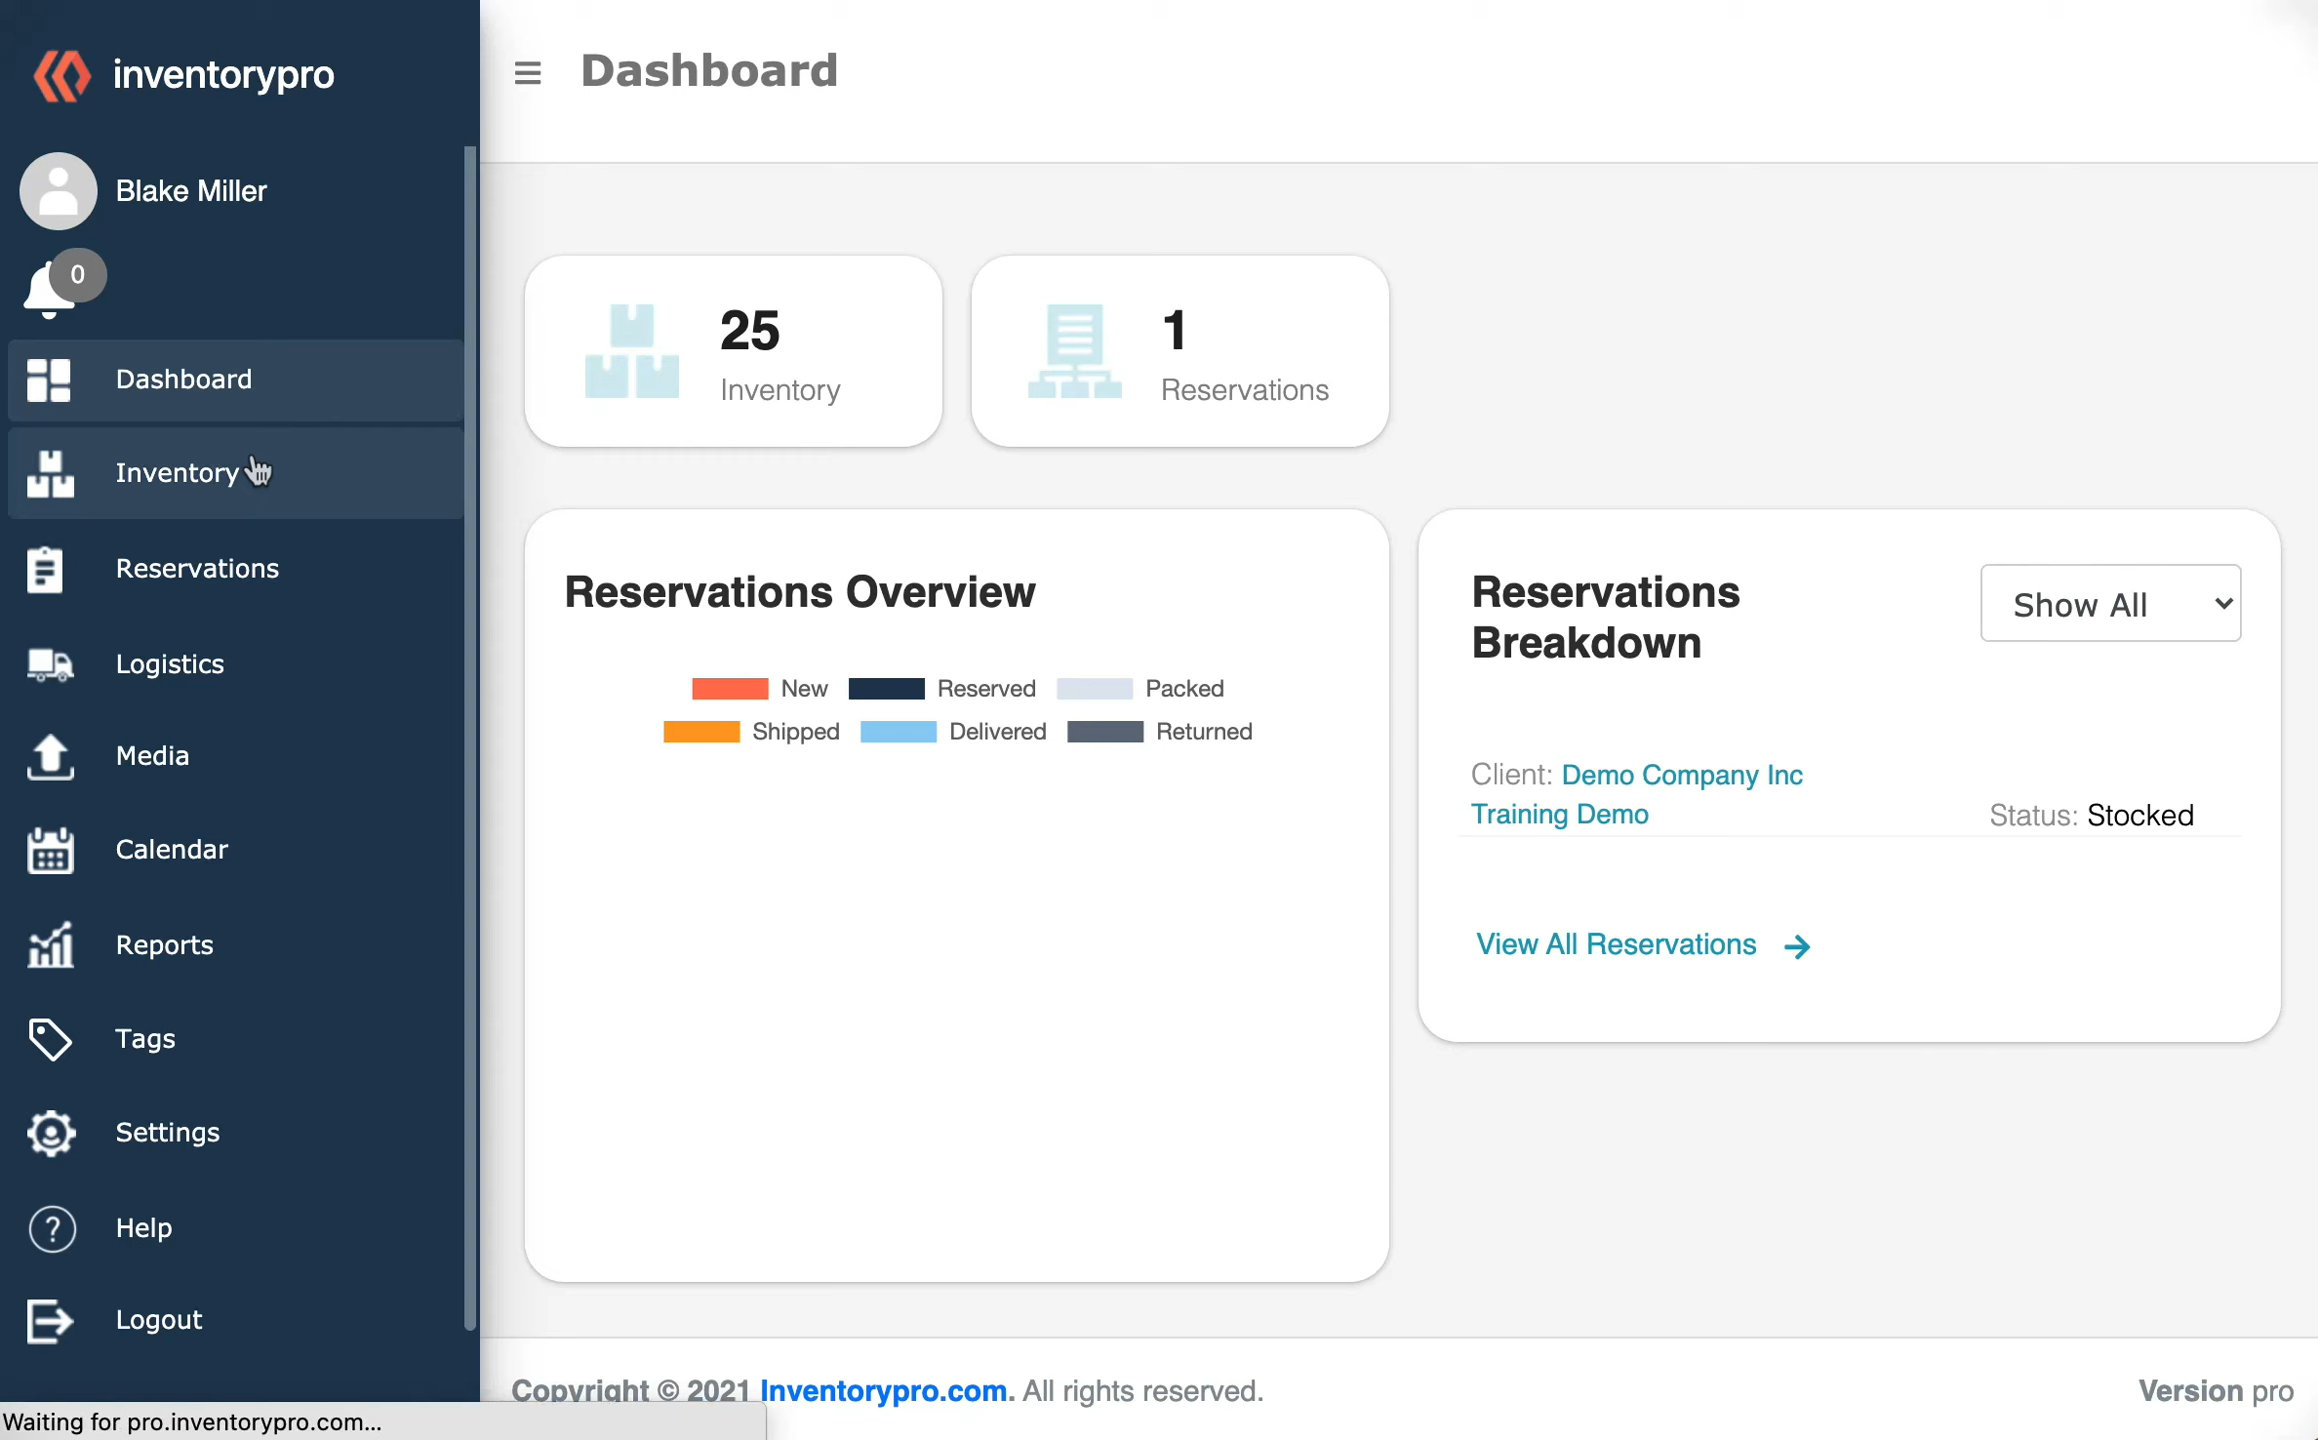 inventorypro
Blake Miller
0
Dashboard
Inventory
Reservations
Logistics
Media
Calendar
Reports
Tags
Settings
?
Help
Logout
Dashboard
25
Inventory
1
Reservations
Reservations Overview
New Reserved Packed
Shipped Delivered Returned
Reservations
Breakdown
Show All
Client: Demo Company Inc
Training Demo Status: Stocked
View All Reservations
Copyright © 2021 Inventorypro.com. All rights reserved.
Version pro
Waiting for pro.inventorypro.com...